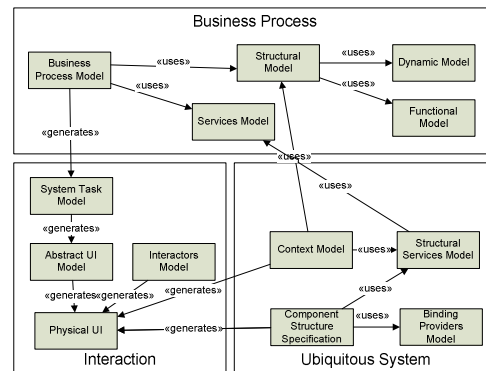 Business Process
Business
Process Model
«uses»
Structural
Model
«uses»
Dynamic Model
«uses»
«uses»
Services Model
Functional
Model
«generates»
«uses»
System Task
Model
«uses»
«generates»
Abstract UI
Model
Interactors
Model
Context Model
«uses»
Structural
Services Model
«generates»
«generates»
«generates»
«uses»
Physical UI
«generates»
Component
Structure
Specification
«uses»
Binding
Providers
Model
Interaction
Ubiquitous System